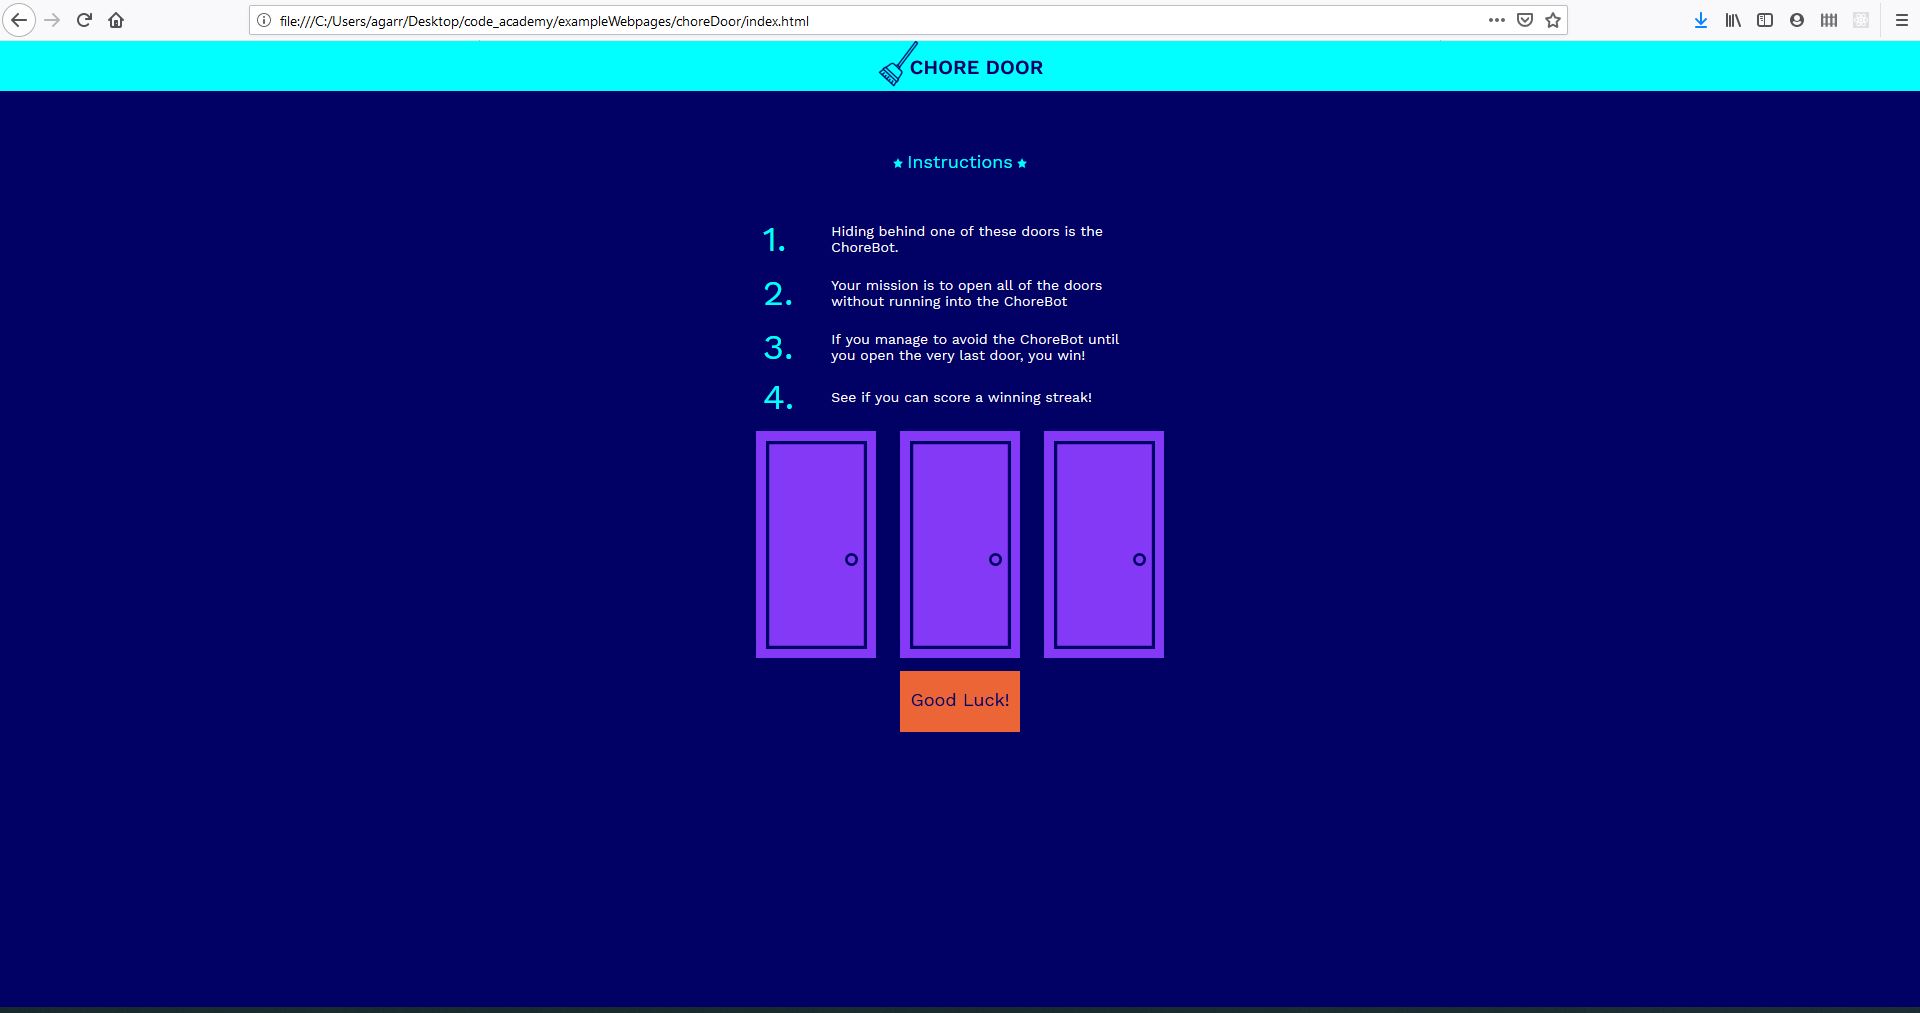 file:///C:/Users/agarr/Desktop/code_academy/exampleWebpages/choreDoor/index.html
CHORE DOOR
Instructions
1. Hiding behind one of these doors is the
ChoreBot.
2. Your mission is to open all of the doors
without running into the ChoreBot
3. If you manage to avoid the ChoreBot until
you open the very last door, you win!
4. See if you can score a winning streak!
Good Luck!